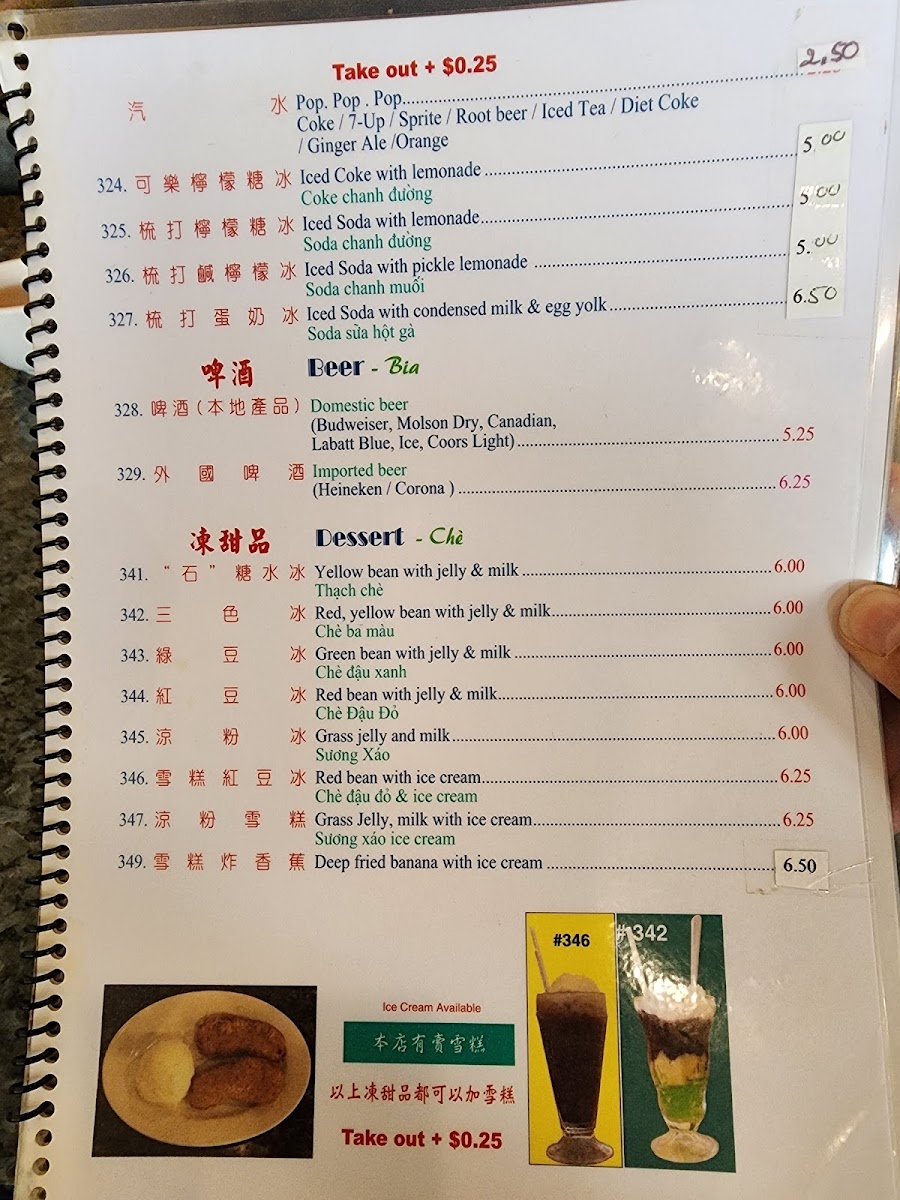 Take out + $0.25
汽 水 Pop. Pop . Pop 2.50
Coke / 7-Up / Sprite / Root beer / Iced Tea / Diet Coke
/ Ginger Ale /Orange
324. 可樂檸檬糖冰 Iced Coke with lemonade 5.00
Coke chanh đường
325. 梳打檸檬糖冰 Iced Soda with lemonade 5.00
Soda chanh đường
326. 梳打鹹檸檬冰 Iced Soda with pickle lemonade 5.00
Soda chanh muối
327. 梳打蛋奶冰 Iced Soda with condensed milk & egg yolk 6.50
Soda sữa hột gà
啤酒 Beer - Bia
328. 啤酒(本地產品) Domestic beer
(Budweiser, Molson Dry, Canadian,
Labatt Blue, Ice, Coors Light) 5.25
329. 外國啤酒 Imported beer
(Heineken / Corona ) 6.25
凍甜品 Dessert - Chè
341. “石”糖水冰 Yellow bean with jelly & milk 6.00
Thạch chè
342. 三色冰 Red, yellow bean with jelly & milk 6.00
Chè ba màu
343. 綠豆冰 Green bean with jelly & milk 6.00
Chè đậu xanh
344. 紅豆冰 Red bean with jelly & milk 6.00
Chè Đậu Đỏ
345. 涼粉冰 Grass jelly and milk 6.00
Sương Xáo
346. 雪糕紅豆冰 Red bean with ice cream 6.25
Chè đậu đỏ & ice cream
347. 涼粉雪糕 Grass Jelly, milk with ice cream 6.25
Sương xáo ice cream
349. 雪糕炸香蕉 Deep fried banana with ice cream 6.50
#346
#342
Ice Cream Available
本店有賣雪糕
以上凍甜品都可以加雪糕
Take out + $0.25